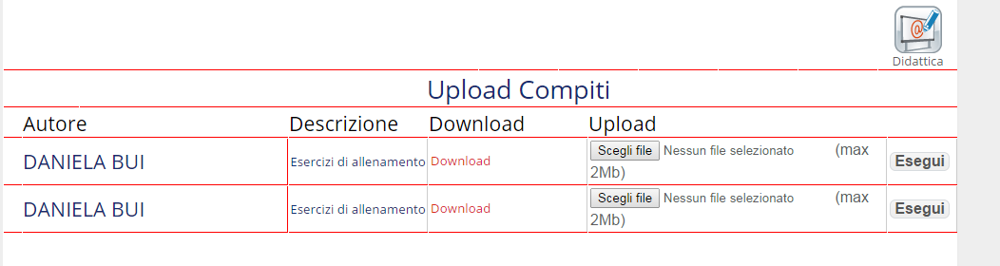 Didattica
Upload Compiti
Autore Descrizione Download Upload
DANIELA BUI Esercizi di allenamento Download Scegli file Nessun file selezionato (max
2Mb) Esegui
DANIELA BUI Esercizi di allenamento Download Scegli file Nessun file selezionato (max
2Mb) Esegui